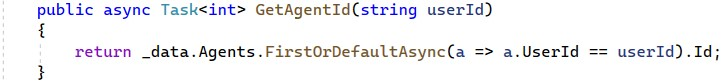 public async Task<int> GetAgentId(string userId)
{
    return _data.Agents.FirstOrDefaultAsync(a => a.UserId == userId).Id;
}